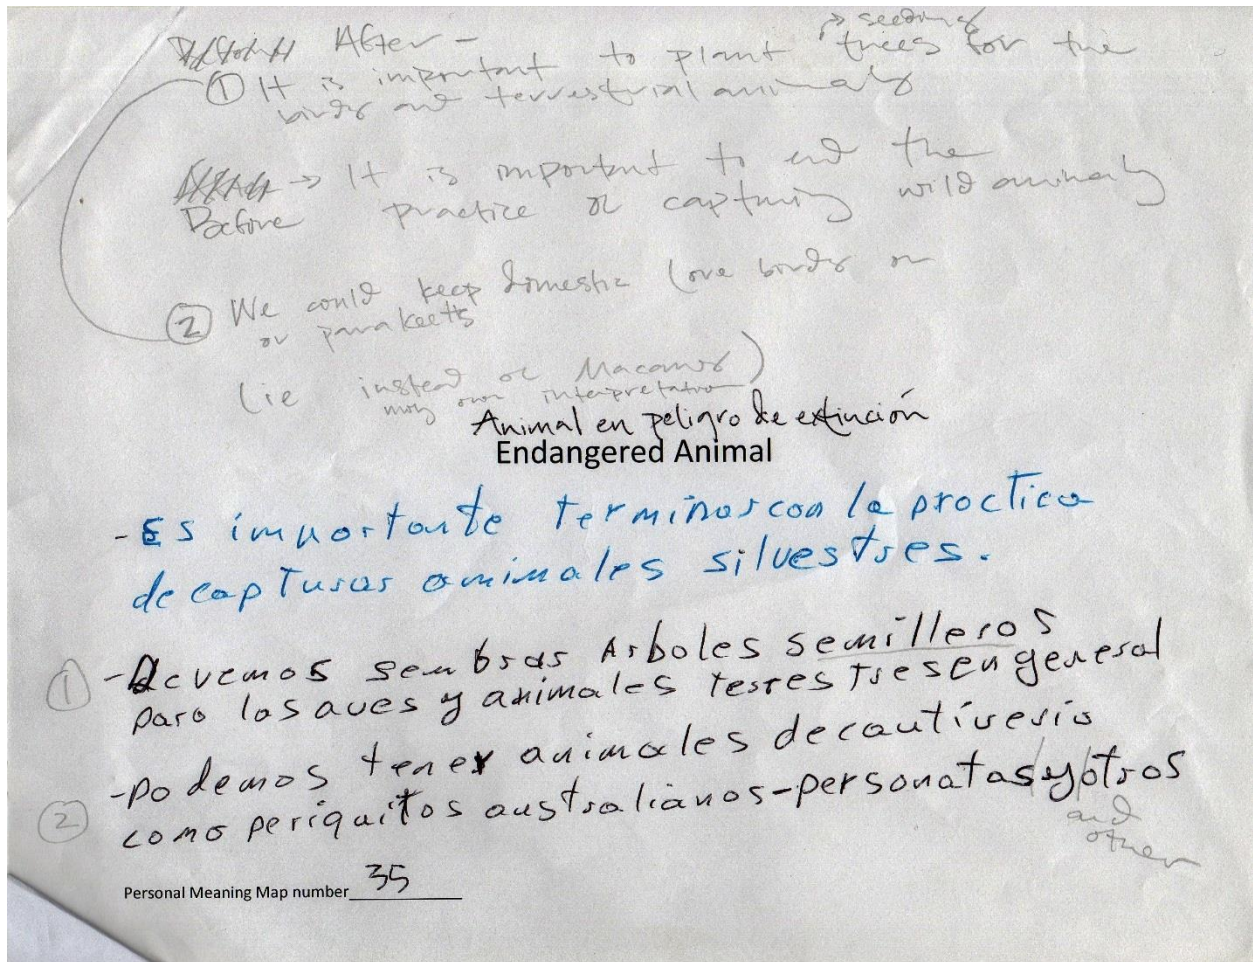 After - → seeding
① It is important to plant trees for the
birds and terrestrial animals
→ It is important to end the
Before practice of capturing wild animals
② We could keep domestic love birds or
or parakeets
(ie instead of Macaws)
my own interpretation
Animal en peligro de extinción
Endangered Animal
- Es importante terminar con la practica
de capturar animales silvestres.
① - Devemos sembrar Arboles semilleros
para las aves y animales terrestres en general
- podemos tener animales de cautiverio
② como periquitos australianos - personatas y otros
and
other
Personal Meaning Map number 35